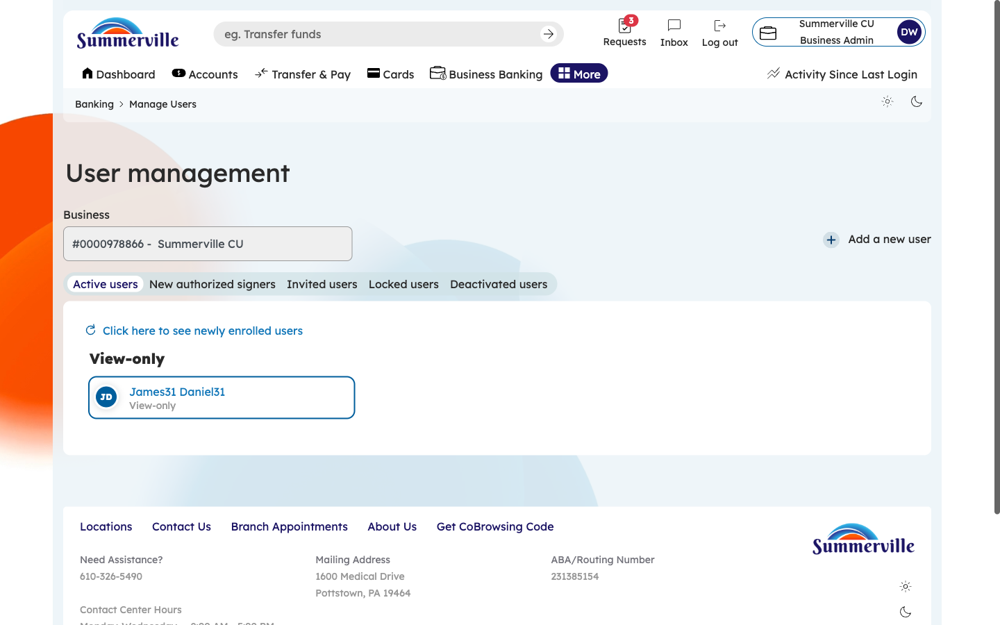 Summerville
eg. Transfer funds
3
Requests
Inbox
Log out
Summerville CU
Business Admin
DW
Dashboard
Accounts
Transfer & Pay
Cards
Business Banking
More
Activity Since Last Login
Banking > Manage Users
User management
Business
#0000978866 - Summerville CU
Add a new user
Active users
New authorized signers
Invited users
Locked users
Deactivated users
Click here to see newly enrolled users
View-only
JD
James31 Daniel31
View-only
Locations
Contact Us
Branch Appointments
About Us
Get CoBrowsing Code
Summerville
Need Assistance?
610-326-5490
Mailing Address
1600 Medical Drive
Pottstown, PA 19464
ABA/Routing Number
231385154
Contact Center Hours